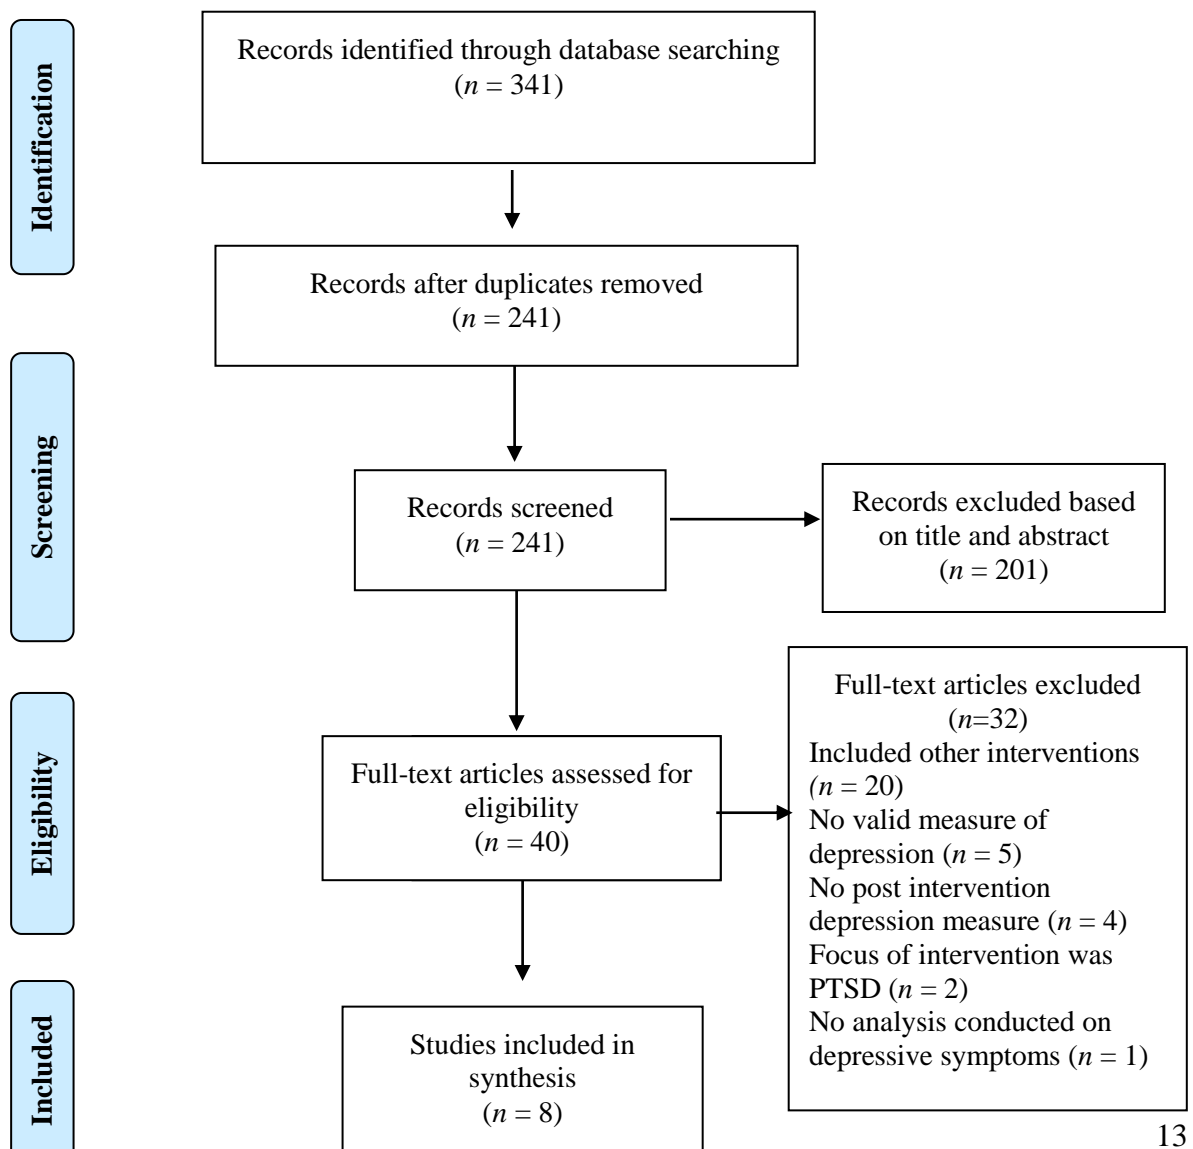 Identification
Records identified through database searching
(n = 341)
Records after duplicates removed
(n = 241)
Screening
Records screened
(n = 241)
Records excluded based
on title and abstract
(n = 201)
Eligibility
Full-text articles assessed for
eligibility
(n = 40)
Full-text articles excluded
(n=32)
Included other interventions
(n = 20)
No valid measure of
depression (n = 5)
No post intervention
depression measure (n = 4)
Focus of intervention was
PTSD (n = 2)
No analysis conducted on
depressive symptoms (n = 1)
Included
Studies included in
synthesis
(n = 8)
13